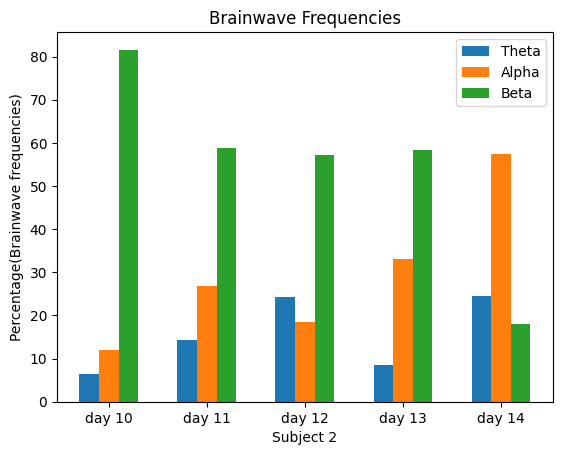 Brainwave Frequencies
Theta
Alpha
Beta
Percentage(Brainwave frequencies)
80
70
60
50
40
30
20
10
0
day 10 day 11 day 12 day 13 day 14
Subject 2